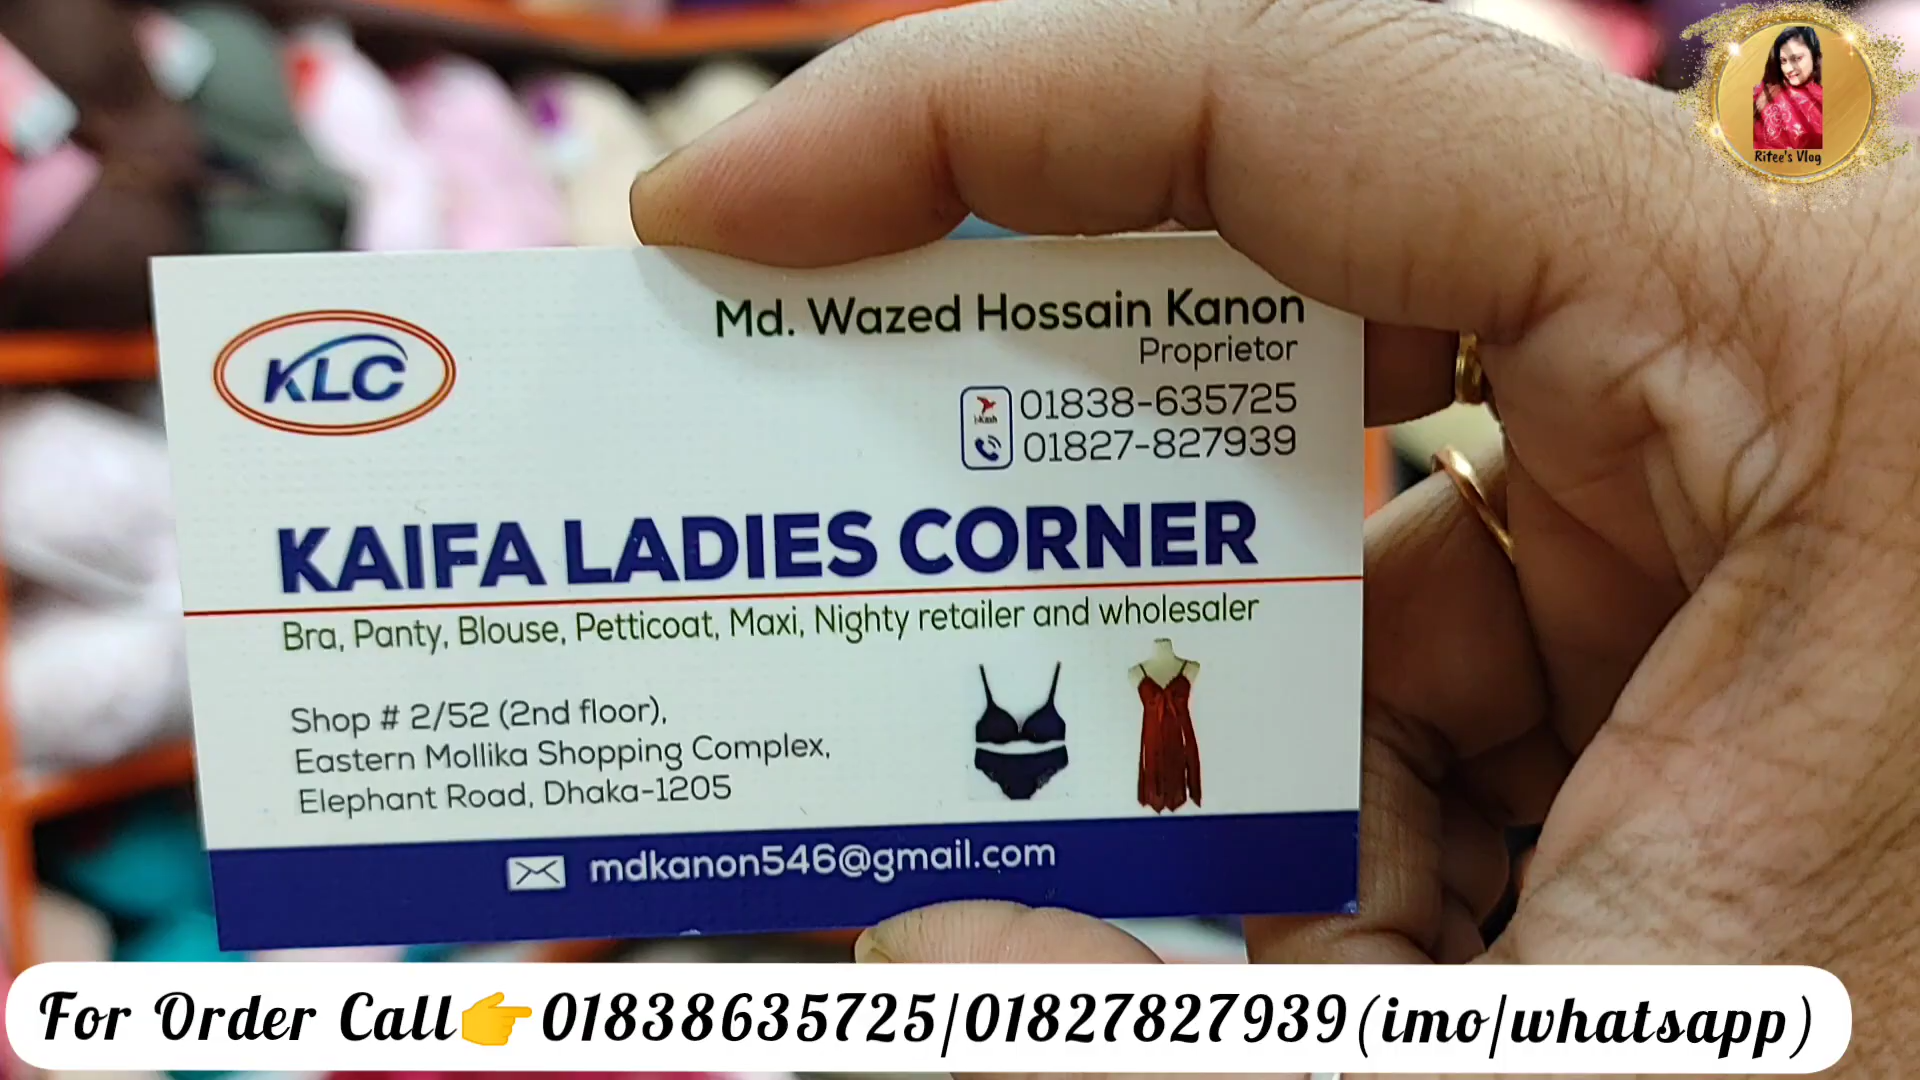 Ritee's Vlog
KLC
Md. Wazed Hossain Kanon
Proprietor
bKash
01838-635725
01827-827939
KAIFA LADIES CORNER
Bra, Panty, Blouse, Petticoat, Maxi, Nighty retailer and wholesaler
Shop # 2/52 (2nd floor),
Eastern Mollika Shopping Complex,
Elephant Road, Dhaka-1205
mdkanon546@gmail.com
For Order Call👉01838635725/01827827939(imo/whatsapp)